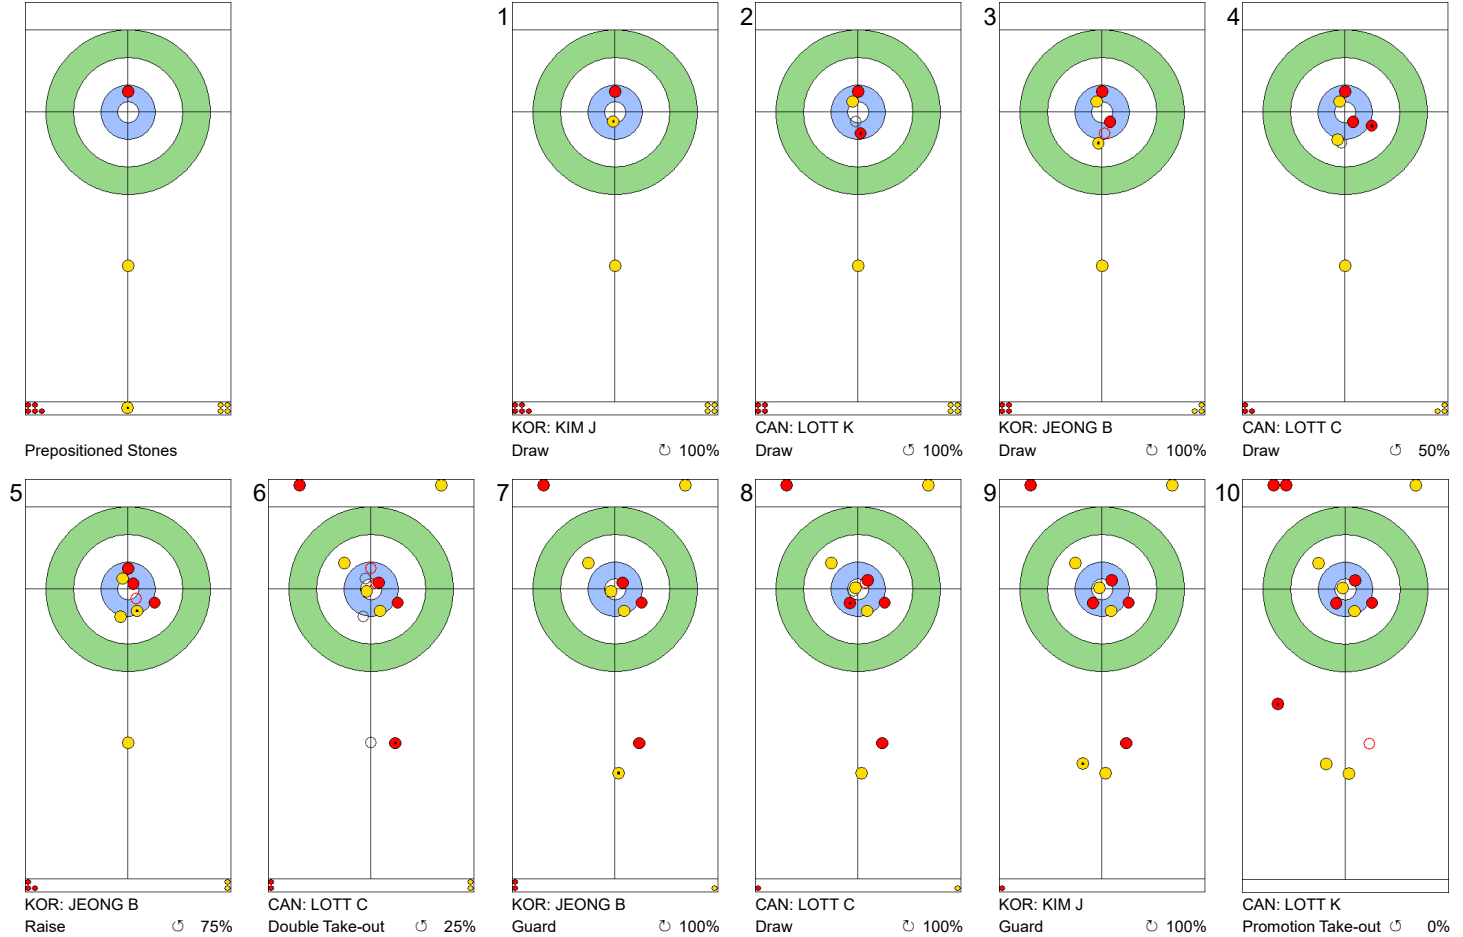 Prepositioned Stones
1
KOR: KIM J
Draw ↻ 100%
2
CAN: LOTT K
Draw ↺ 100%
3
KOR: JEONG B
Draw ↻ 100%
4
CAN: LOTT C
Draw ↺ 50%
5
KOR: JEONG B
Raise ↺ 75%
6
CAN: LOTT C
Double Take-out ↺ 25%
7
KOR: JEONG B
Guard ↻ 100%
8
CAN: LOTT C
Draw ↻ 100%
9
KOR: KIM J
Guard ↻ 100%
10
CAN: LOTT K
Promotion Take-out ↺ 0%